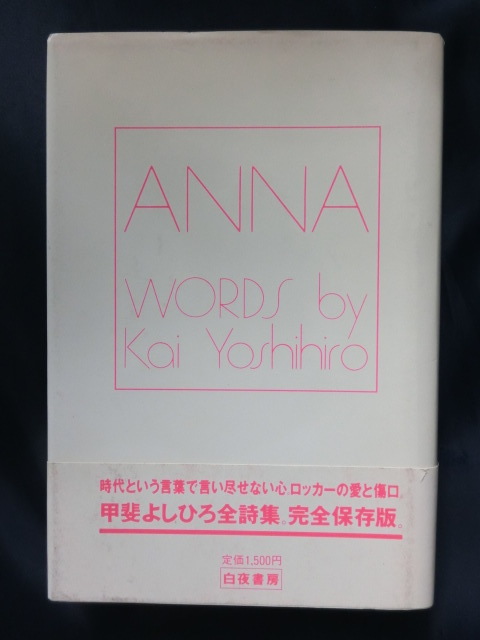 ANNA
WORDS by
Kai Yoshihiro
時代という言葉で言い尽せない心ロッカーの愛と傷口。
甲斐よしひろ全詩集。完全保存版。
定価1,500円
白夜書房